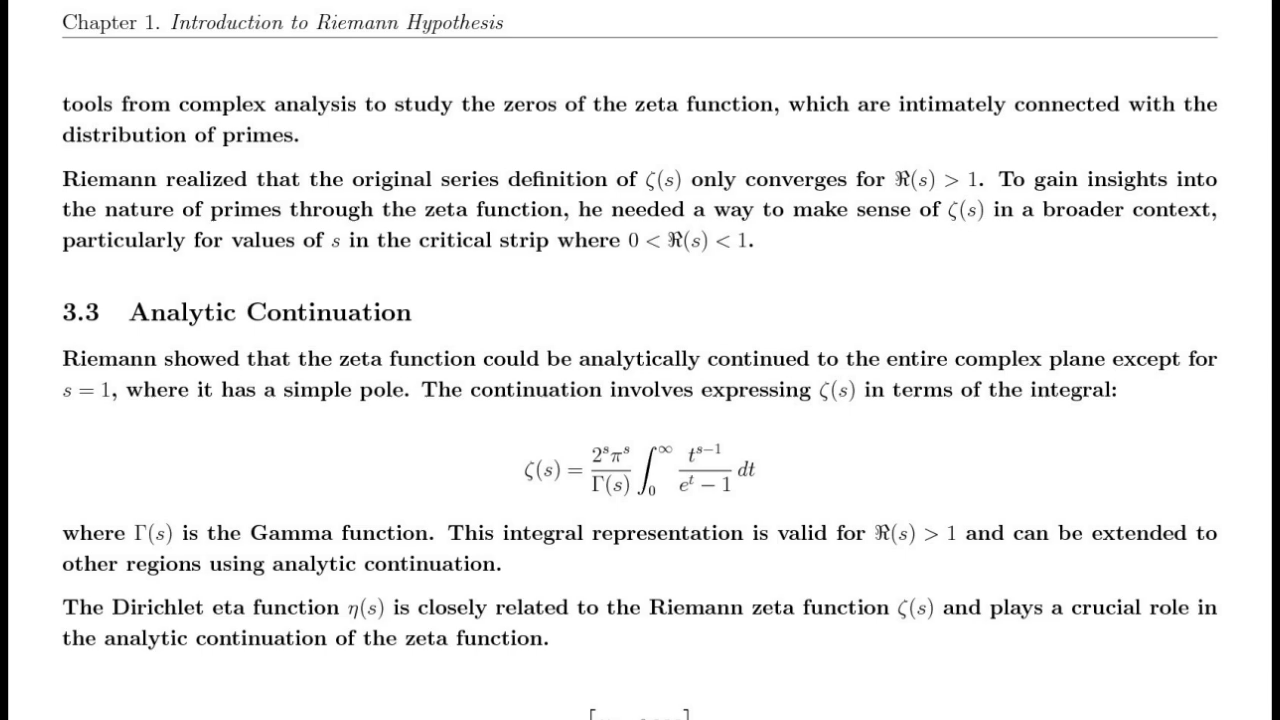 Chapter 1. Introduction to Riemann Hypothesis
tools from complex analysis to study the zeros of the zeta function, which are intimately connected with the
distribution of primes.
Riemann realized that the original series definition of ζ(s) only converges for ℜ(s) > 1. To gain insights into
the nature of primes through the zeta function, he needed a way to make sense of ζ(s) in a broader context,
particularly for values of s in the critical strip where 0 < ℜ(s) < 1.
3.3 Analytic Continuation
Riemann showed that the zeta function could be analytically continued to the entire complex plane except for
s = 1, where it has a simple pole. The continuation involves expressing ζ(s) in terms of the integral:
ζ(s) = \frac{2^s π^s}{Γ(s)} \int_0^∞ \frac{t^{s−1}}{e^t − 1} dt
where Γ(s) is the Gamma function. This integral representation is valid for ℜ(s) > 1 and can be extended to
other regions using analytic continuation.
The Dirichlet eta function η(s) is closely related to the Riemann zeta function ζ(s) and plays a crucial role in
the analytic continuation of the zeta function.